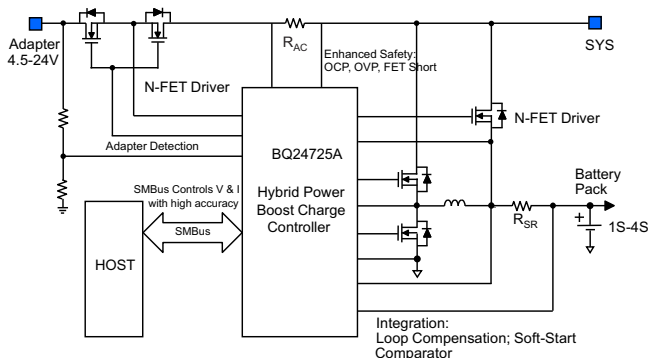 Adapter
4.5-24V
R_AC
Enhanced Safety:
OCP, OVP, FET Short
SYS
N-FET Driver
N-FET Driver
Adapter Detection
BQ24725A
Hybrid Power
Boost Charge
Controller
SMBus Controls V & I
with high accuracy
SMBus
HOST
R_SR
Battery
Pack
+
1S-4S
Integration:
Loop Compensation; Soft-Start
Comparator